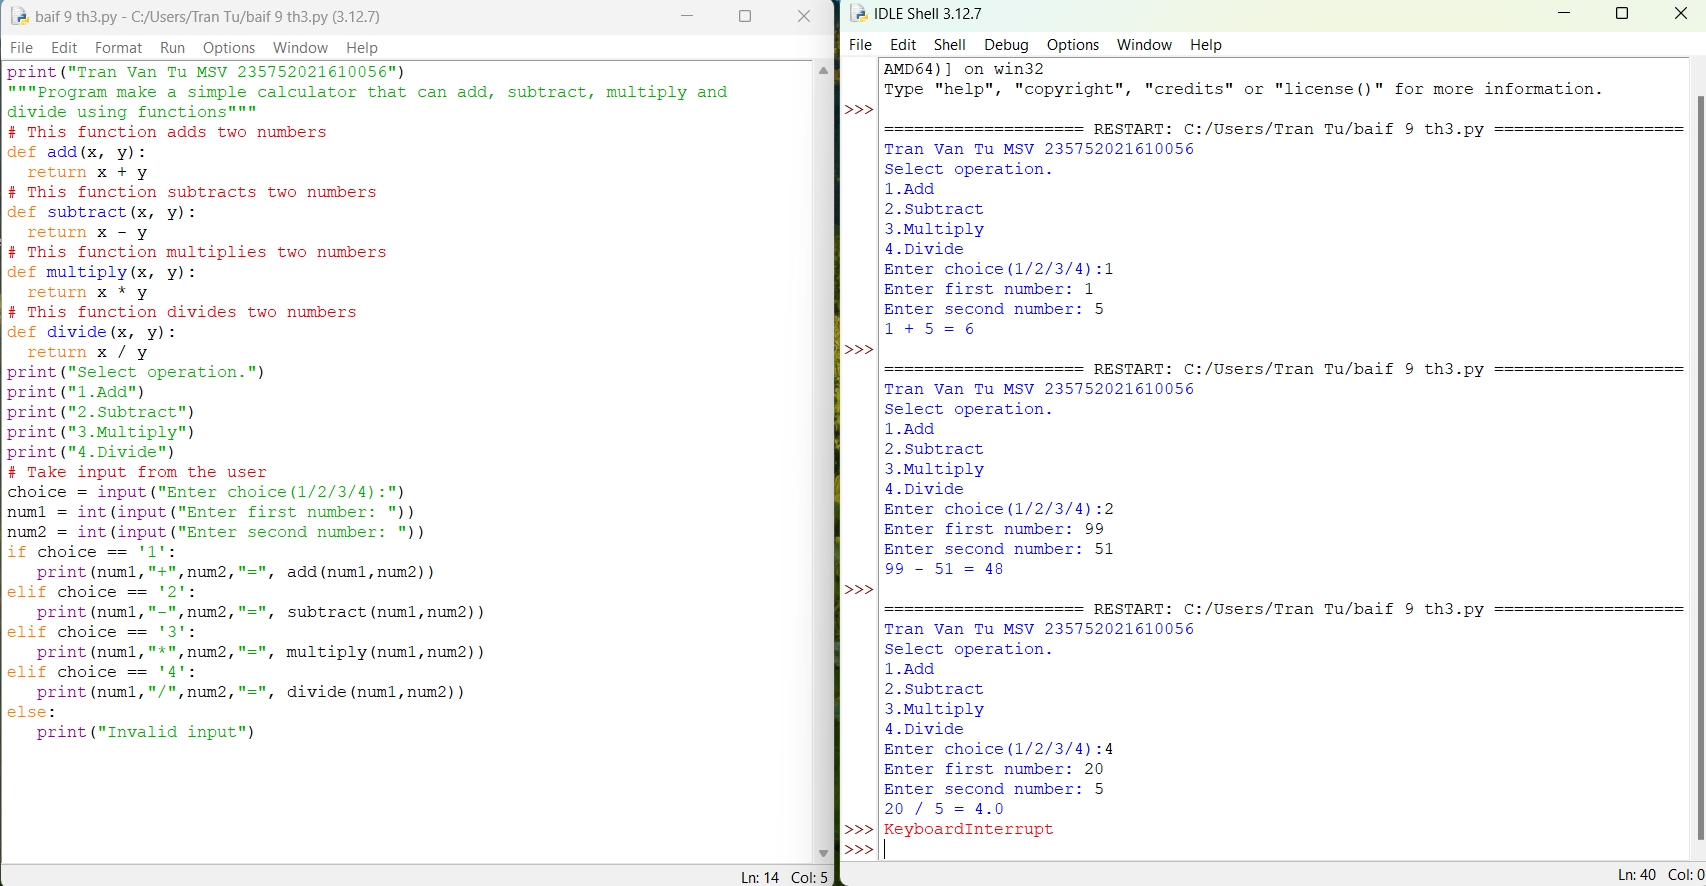 baif 9 th3.py - C:/Users/Tran Tu/baif 9 th3.py (3.12.7)
File Edit Format Run Options Window Help
print("Tran Van Tu MSV 235752021610056")
"""Program make a simple calculator that can add, subtract, multiply and
divide using functions"""
# This function adds two numbers
def add(x, y):
  return x + y
# This function subtracts two numbers
def subtract(x, y):
  return x - y
# This function multiplies two numbers
def multiply(x, y):
  return x * y
# This function divides two numbers
def divide(x, y):
  return x / y
print("Select operation.")
print("1.Add")
print("2.Subtract")
print("3.Multiply")
print("4.Divide")
# Take input from the user
choice = input("Enter choice(1/2/3/4):")
num1 = int(input("Enter first number: "))
num2 = int(input("Enter second number: "))
if choice == '1':
   print(num1,"+",num2,"=", add(num1,num2))
elif choice == '2':
   print(num1,"-",num2,"=", subtract(num1,num2))
elif choice == '3':
   print(num1,"*",num2,"=", multiply(num1,num2))
elif choice == '4':
   print(num1,"/",num2,"=", divide(num1,num2))
else:
   print("Invalid input")
Ln: 14 Col: 5
IDLE Shell 3.12.7
File Edit Shell Debug Options Window Help
AMD64)] on win32
Type "help", "copyright", "credits" or "license()" for more information.
>>>
==================== RESTART: C:/Users/Tran Tu/baif 9 th3.py ===================
Tran Van Tu MSV 235752021610056
Select operation.
1.Add
2.Subtract
3.Multiply
4.Divide
Enter choice(1/2/3/4):1
Enter first number: 1
Enter second number: 5
1 + 5 = 6
>>>
==================== RESTART: C:/Users/Tran Tu/baif 9 th3.py ===================
Tran Van Tu MSV 235752021610056
Select operation.
1.Add
2.Subtract
3.Multiply
4.Divide
Enter choice(1/2/3/4):2
Enter first number: 99
Enter second number: 51
99 - 51 = 48
>>>
==================== RESTART: C:/Users/Tran Tu/baif 9 th3.py ===================
Tran Van Tu MSV 235752021610056
Select operation.
1.Add
2.Subtract
3.Multiply
4.Divide
Enter choice(1/2/3/4):4
Enter first number: 20
Enter second number: 5
20 / 5 = 4.0
>>> KeyboardInterrupt
>>>
Ln: 40 Col: 0